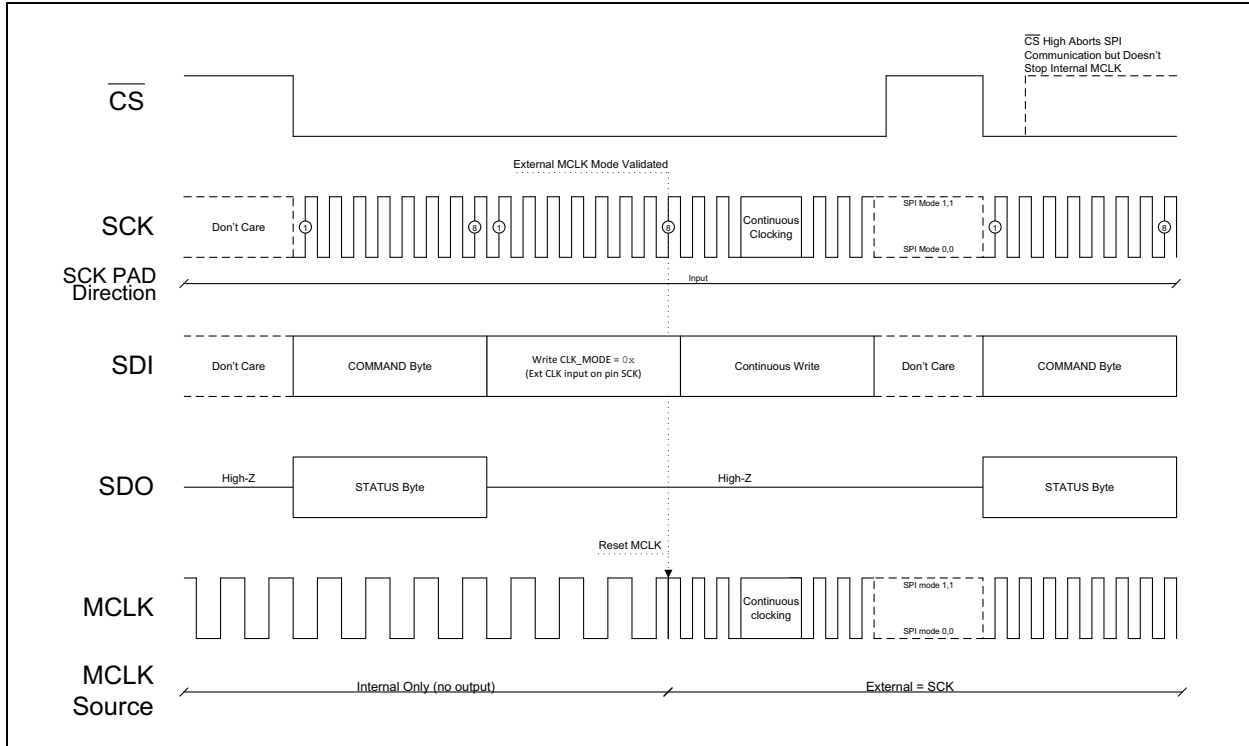 CS High Aborts SPI
Communication but Doesn't
Stop Internal MCLK
CS
External MCLK Mode Validated
SCK
Don't Care
1
8
1
8
Continuous
Clocking
SPI Mode 1,1
SPI Mode 0,0
1
8
SCK PAD
Direction
Input
SDI
Don't Care
COMMAND Byte
Write CLK_MODE = 0x
(Ext CLK input on pin SCK)
Continuous Write
Don't Care
COMMAND Byte
SDO
High-Z
STATUS Byte
High-Z
STATUS Byte
Reset MCLK
MCLK
Continuous
clocking
SPI mode 1,1
SPI mode 0,0
MCLK
Source
Internal Only (no output)
External = SCK